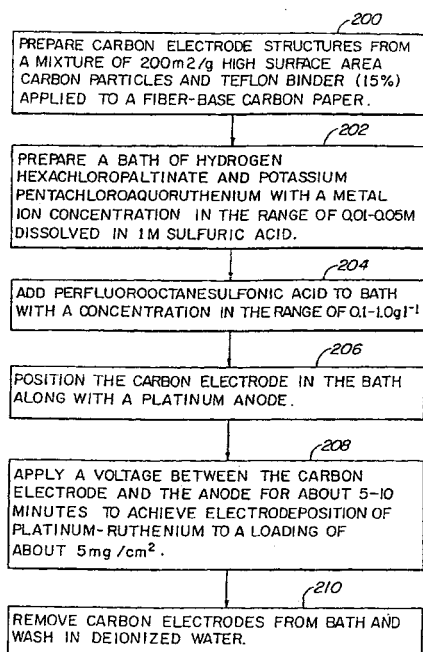 200
PREPARE CARBON ELECTRODE STRUCTURES FROM
A MIXTURE OF 200m2/g HIGH SURFACE AREA
CARBON PARTICLES AND TEFLON BINDER (15%)
APPLIED TO A FIBER-BASE CARBON PAPER.
202
PREPARE A BATH OF HYDROGEN
HEXACHLOROPALTINATE AND POTASSIUM
PENTACHLOROAQUORUTHENIUM WITH A METAL
ION CONCENTRATION IN THE RANGE OF 0.01-0.05M
DISSOLVED IN 1M SULFURIC ACID.
204
ADD PERFLUOROOCTANESULFONIC ACID TO BATH
WITH A CONCENTRATION IN THE RANGE OF 0.1-1.0gl⁻¹
206
POSITION THE CARBON ELECTRODE IN THE BATH
ALONG WITH A PLATINUM ANODE.
208
APPLY A VOLTAGE BETWEEN THE CARBON
ELECTRODE AND THE ANODE FOR ABOUT 5-10
MINUTES TO ACHIEVE ELECTRODEPOSITION OF
PLATINUM-RUTHENIUM TO A LOADING OF
ABOUT 5mg/cm².
210
REMOVE CARBON ELECTRODES FROM BATH AND
WASH IN DEIONIZED WATER.